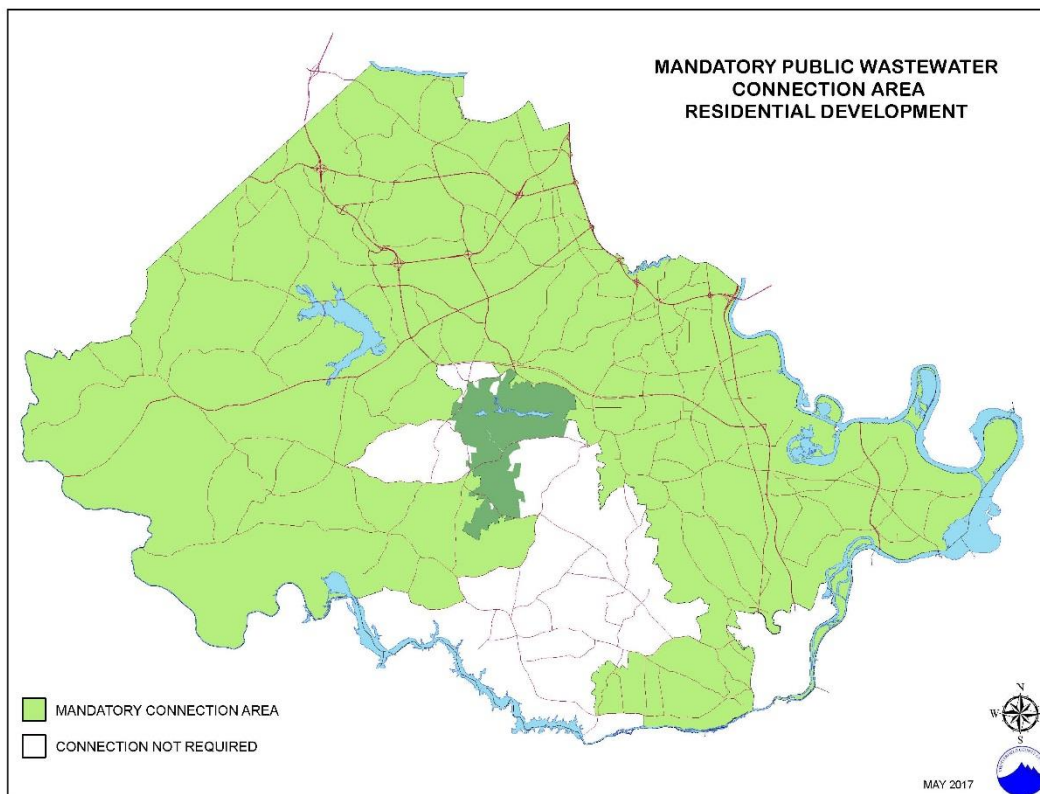 MANDATORY PUBLIC WASTEWATER
CONNECTION AREA
RESIDENTIAL DEVELOPMENT
MANDATORY CONNECTION AREA
CONNECTION NOT REQUIRED
N
W
S
MAY 2017